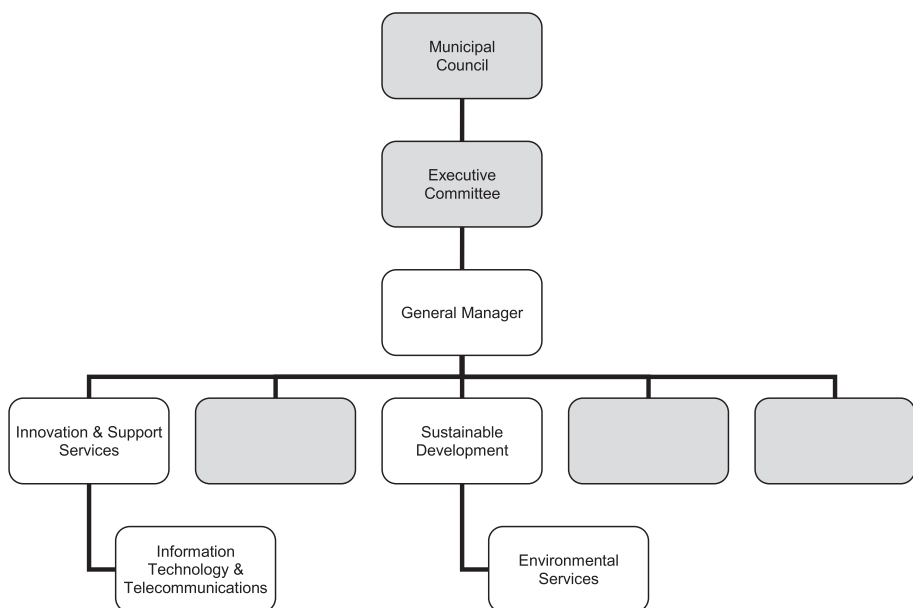 Municipal
Council
Executive
Committee
General Manager
Innovation & Support
Services
Sustainable
Development
Information
Technology &
Telecommunications
Environmental
Services